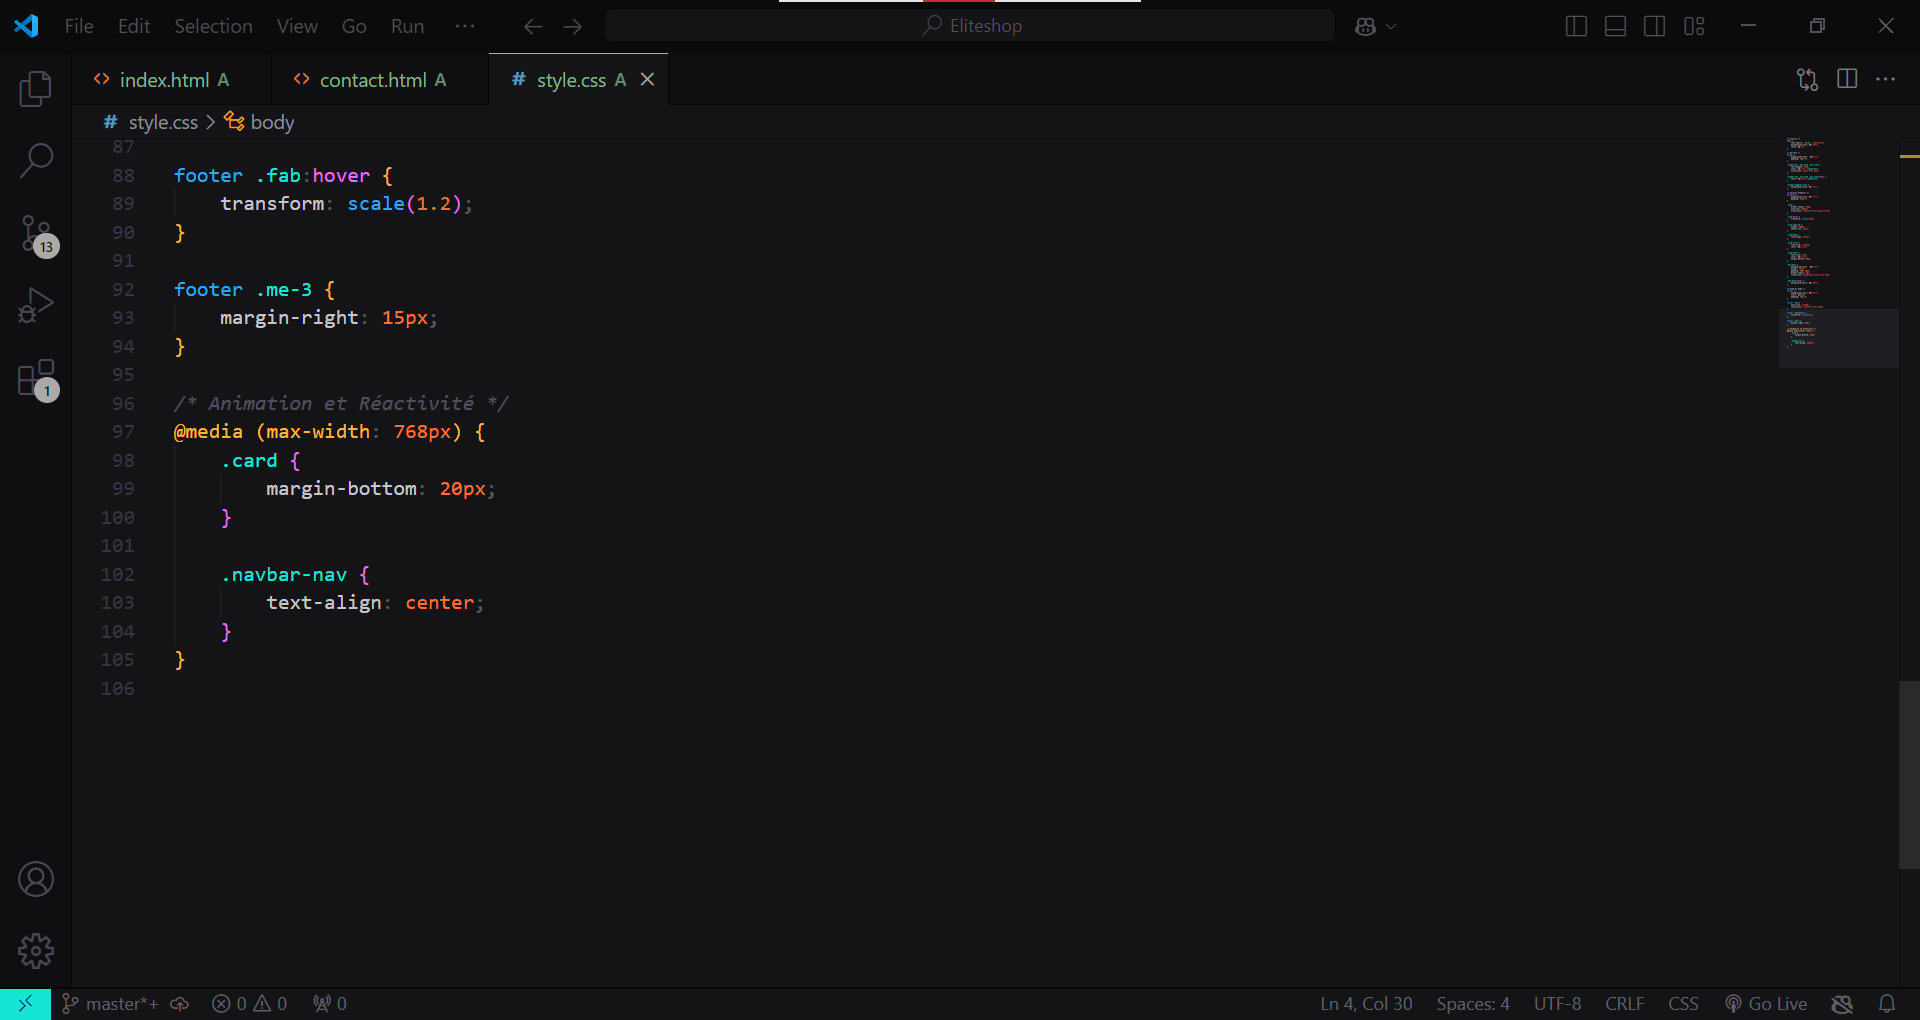 File Edit Selection View Go Run ··· Eliteshop
index.html A contact.html A # style.css A
# style.css > body
87
88 footer .fab:hover {
89 transform: scale(1.2);
90 }
91
92 footer .me-3 {
93 margin-right: 15px;
94 }
95
96 /* Animation et Réactivité */
97 @media (max-width: 768px) {
98 .card {
99 margin-bottom: 20px;
100 }
101
102 .navbar-nav {
103 text-align: center;
104 }
105 }
106
13
1
master*+ 0 0 0 Ln 4, Col 30 Spaces: 4 UTF-8 CRLF CSS Go Live